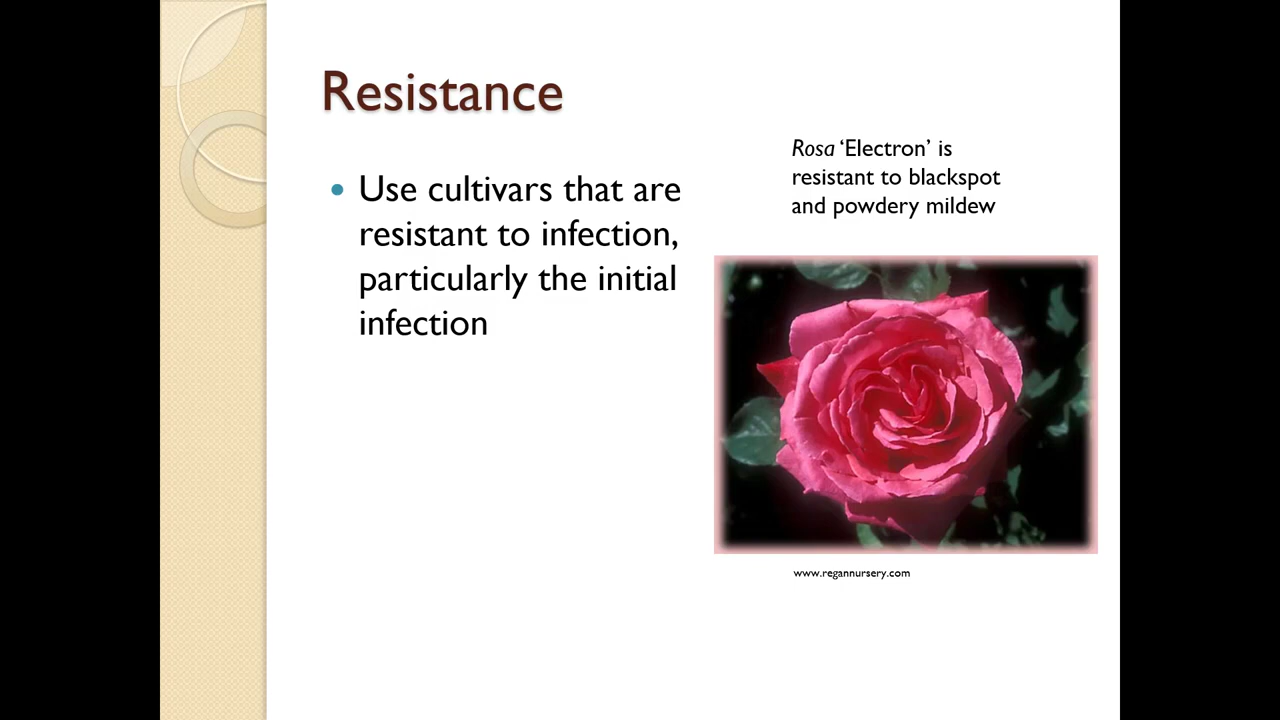 Resistance
Use cultivars that are
resistant to infection,
particularly the initial
infection
Rosa ‘Electron’ is
resistant to blackspot
and powdery mildew
www.regannursery.com